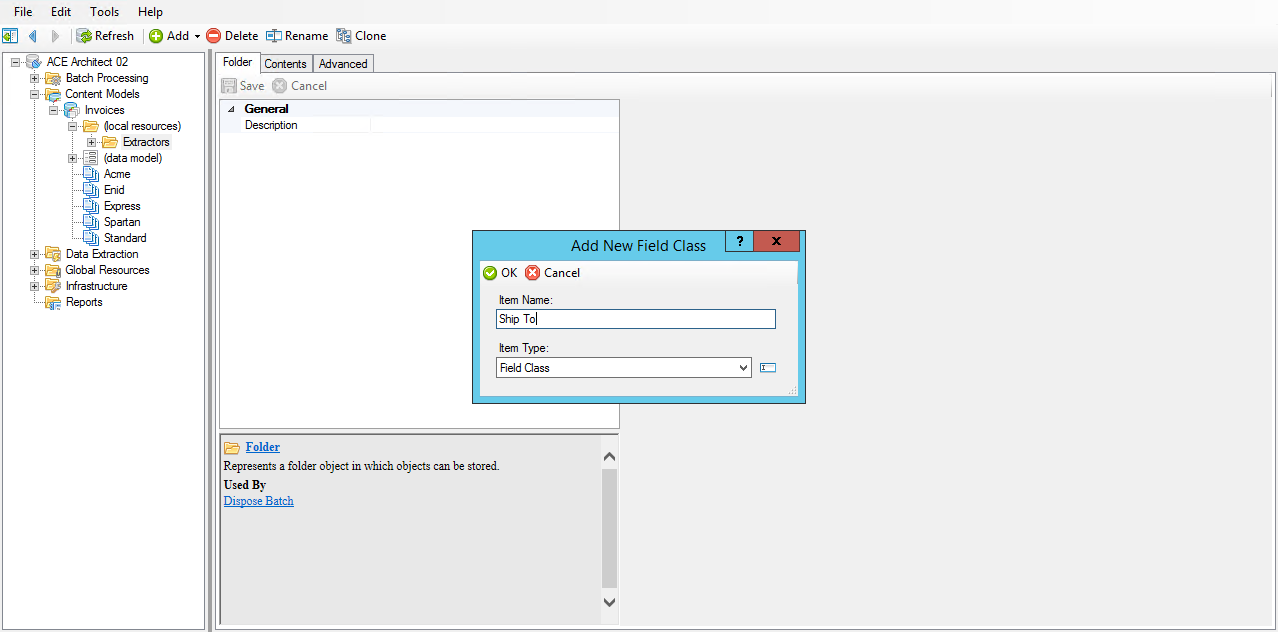 File Edit Tools Help
Refresh Add Delete Rename Clone
ACE Architect 02
Batch Processing
Content Models
Invoices
(local resources)
Extractors
(data model)
Acme
Enid
Express
Spartan
Standard
Data Extraction
Global Resources
Infrastructure
Reports
Folder Contents Advanced
Save Cancel
General
Description
Add New Field Class ? X
OK Cancel
Item Name:
Ship To
Item Type:
Field Class
Folder
Represents a folder object in which objects can be stored.
Used By
Dispose Batch